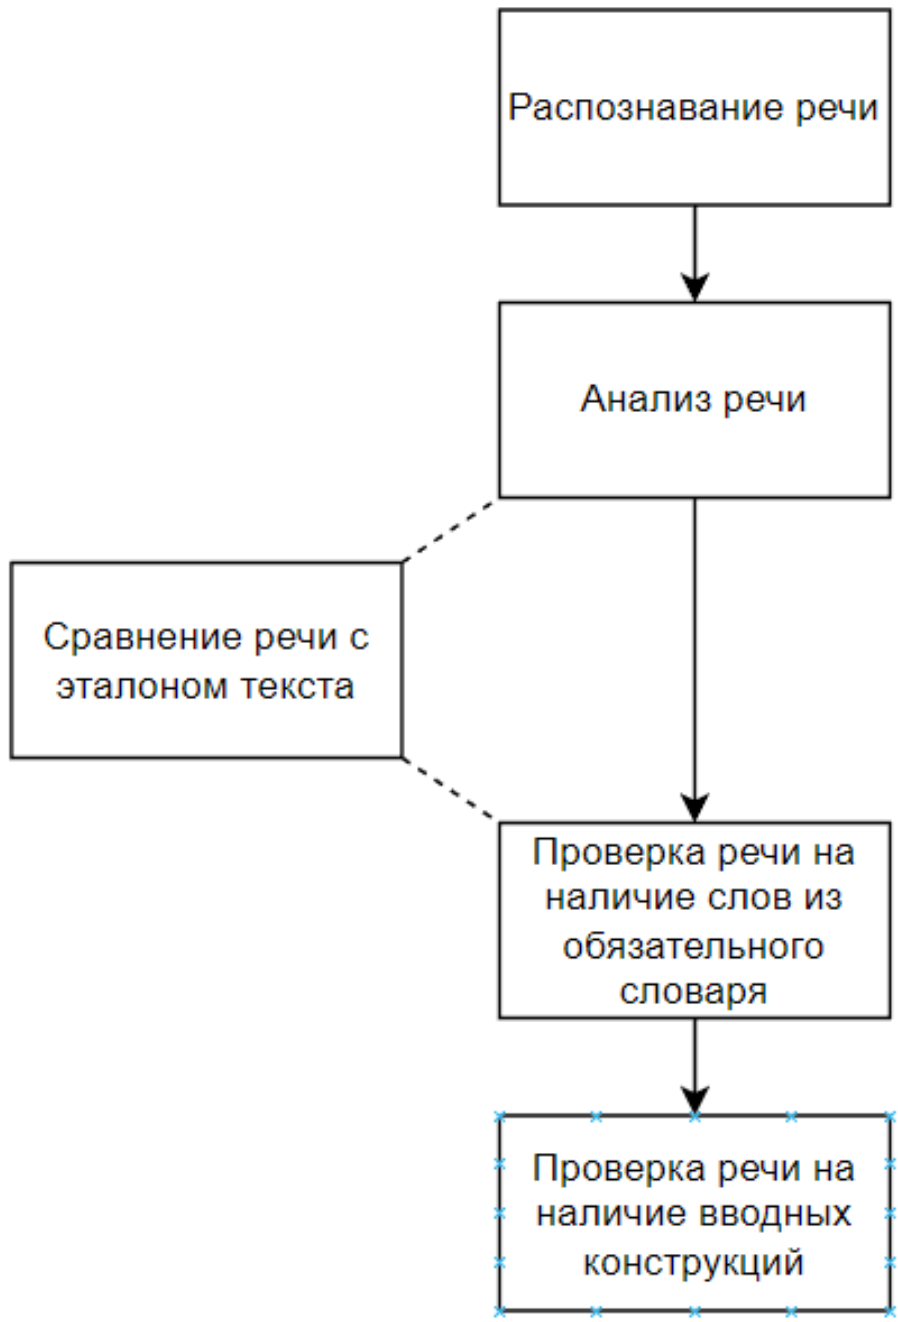 Распознавание речи
Анализ речи
Сравнение речи с
эталоном текста
Проверка речи на
наличие слов из
обязательного
словаря
Проверка речи на
наличие вводных
конструкций